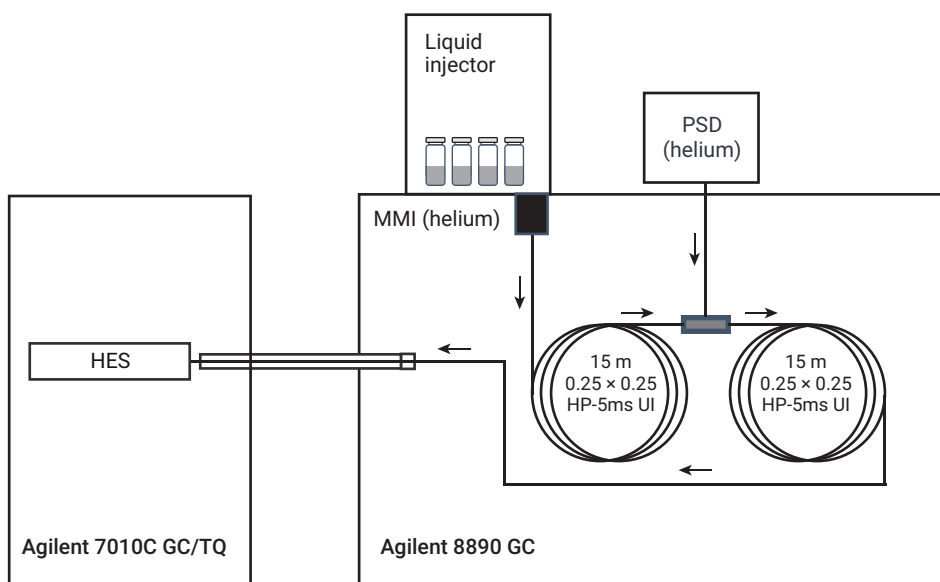 Liquid
injector
PSD
(helium)
MMI (helium)
HES
15 m
0.25 × 0.25
HP-5ms UI
15 m
0.25 × 0.25
HP-5ms UI
Agilent 7010C GC/TQ
Agilent 8890 GC